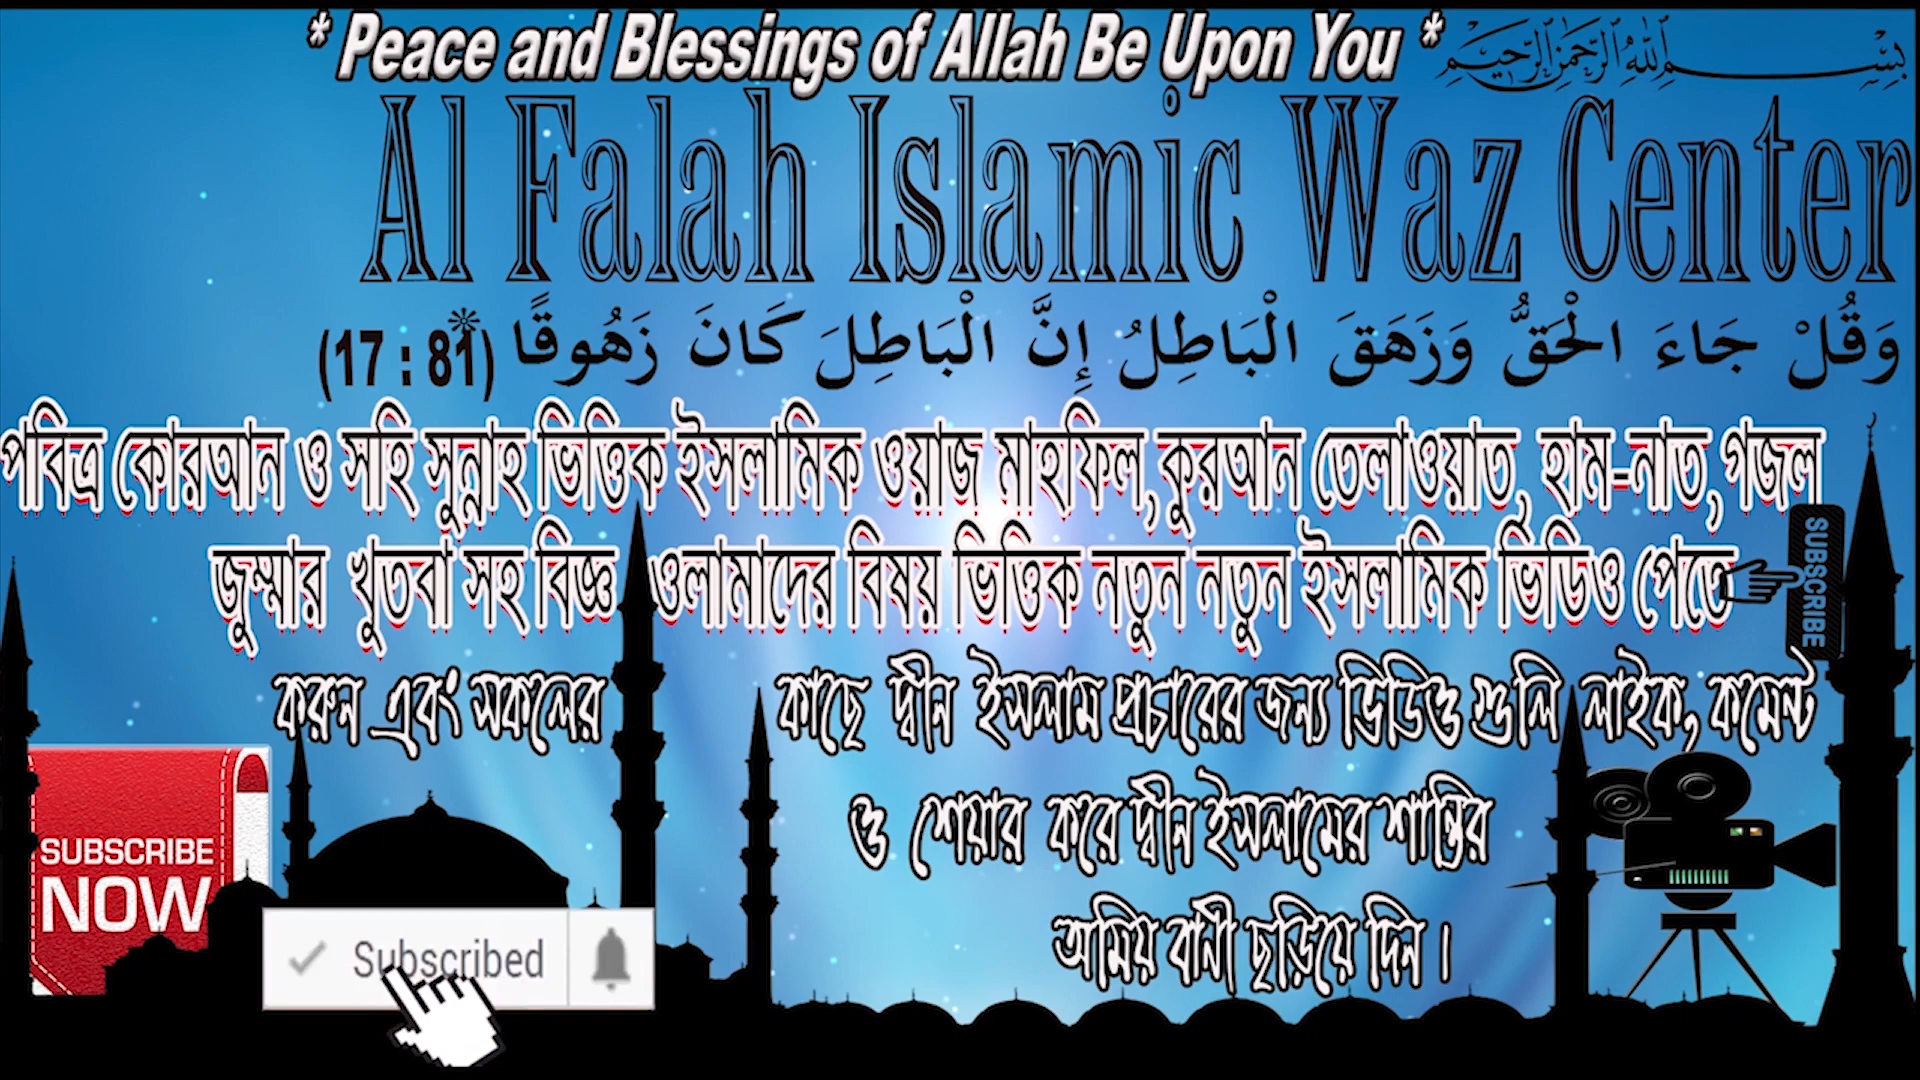 * Peace and Blessings of Allah Be Upon You *
بِسْمِ اللهِ الرَّحْمٰنِ الرَّحِيْمِ
Al Falah Islamic Waz Center
وَقُلْ جَاءَ الْحَقُّ وَزَهَقَ الْبَاطِلُ إِنَّ الْبَاطِلَ كَانَ زَهُوقًا (17 : 81)
পবিত্র কোরআন ও সহি সুন্নাহ ভিত্তিক ইসলামিক ওয়াজ মাহফিল,কুরআন তেলাওয়াত, হাম-নাত,গজল
জুম্মার খুতবা সহ বিজ্ঞ ওলামাদের বিষয় ভিত্তিক নতুন নতুন ইসলামিক ভিডিও পেতে
SUBSCRIBE
করুন এবং সকলের কাছে দ্বীন ইসলাম প্রচারের জন্য ভিডিও গুলি লাইক, কমেন্ট
ও শেয়ার করে দ্বীন ইসলামের শান্তির
অমিয় বানী ছড়িয়ে দিন ।
SUBSCRIBE
NOW
Subscribed